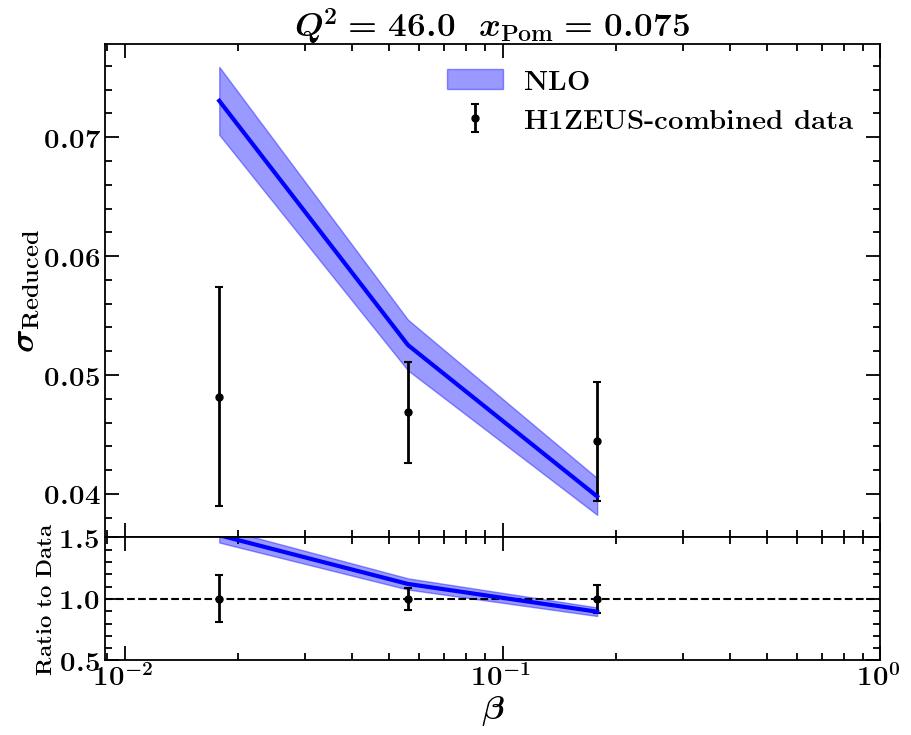 Q² = 46.0 x_Pom = 0.075
NLO
H1ZEUS-combined data
0.07
0.06
0.05
0.04
σ_Reduced
1.5
1.0
0.5
Ratio to Data
10⁻² 10⁻¹ 10⁰
β